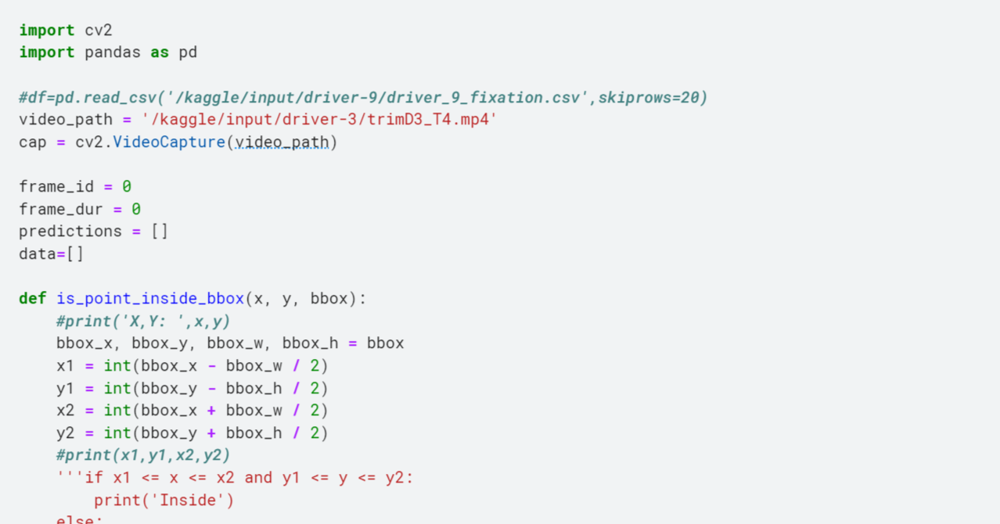 import cv2
import pandas as pd
#df=pd.read_csv('/kaggle/input/driver-9/driver_9_fixation.csv',skiprows=20)
video_path = '/kaggle/input/driver-3/trimD3_T4.mp4'
cap = cv2.VideoCapture(video_path)
frame_id = 0
frame_dur = 0
predictions = []
data=[]
def is_point_inside_bbox(x, y, bbox):
    #print('X,Y: ',x,y)
    bbox_x, bbox_y, bbox_w, bbox_h = bbox
    x1 = int(bbox_x - bbox_w / 2)
    y1 = int(bbox_y - bbox_h / 2)
    x2 = int(bbox_x + bbox_w / 2)
    y2 = int(bbox_y + bbox_h / 2)
    #print(x1,y1,x2,y2)
    '''if x1 <= x <= x2 and y1 <= y <= y2:
        print('Inside')
    else: